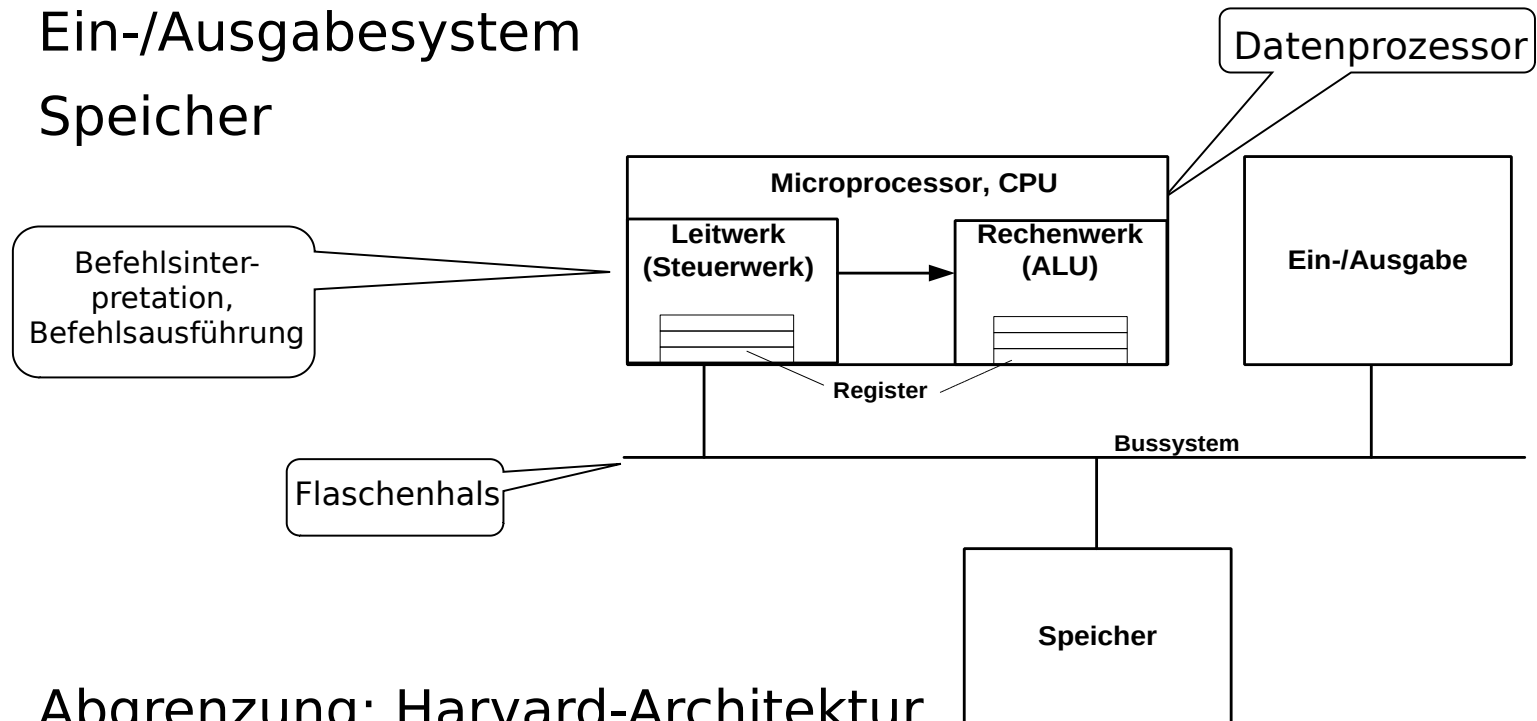 Ein-/Ausgabesystem
Speicher
Datenprozessor
Microprocessor, CPU
Leitwerk
(Steuerwerk)
Rechenwerk
(ALU)
Ein-/Ausgabe
Befehlsinter-
pretation,
Befehlsausführung
Register
Bussystem
Flaschenhals
Speicher
Abgrenzung: Harvard-Architektur